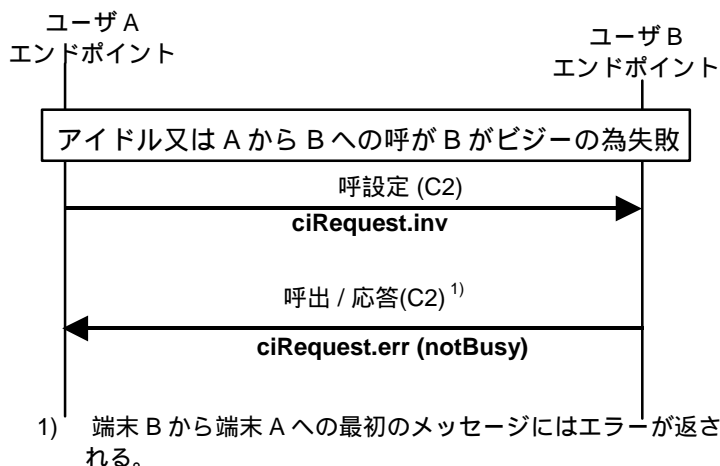 ユーザ A
エンドポイント
ユーザ B
エンドポイント
アイドル又は A から B への呼が B がビジーの為失敗
呼設定 (C2)
ciRequest.inv
呼出 / 応答(C2) 1)
ciRequest.err (notBusy)
1) 端末 B から端末 A への最初のメッセージにはエラーが返さ
れる。